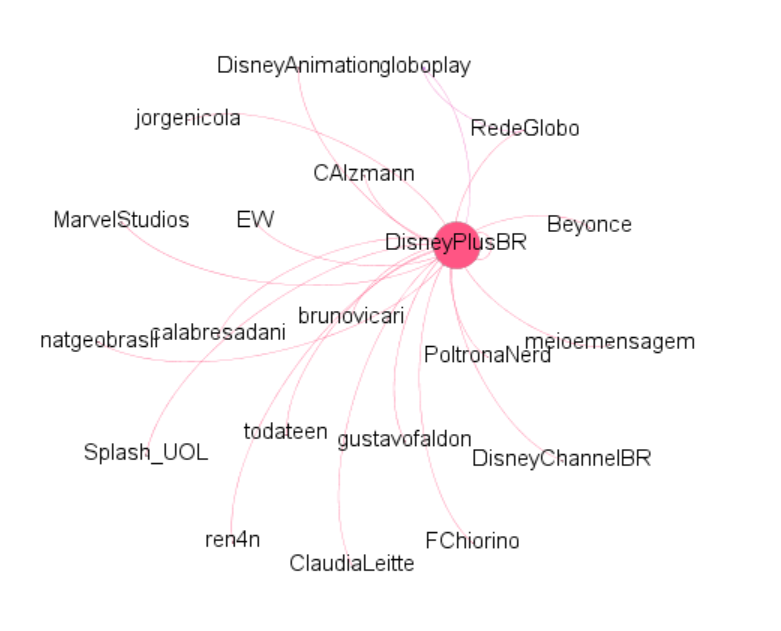 DisneyAnimation
globoplay
jorgenicola
RedeGlobo
CAlzmann
MarvelStudios
EW
Beyonce
DisneyPlusBR
brunovicari
natgeobrasil
calabresadani
PoltronaNerd
meioemensagem
todateen
gustavofaldon
Splash_UOL
DisneyChannelBR
ren4n
FChiorino
ClaudiaLeitte